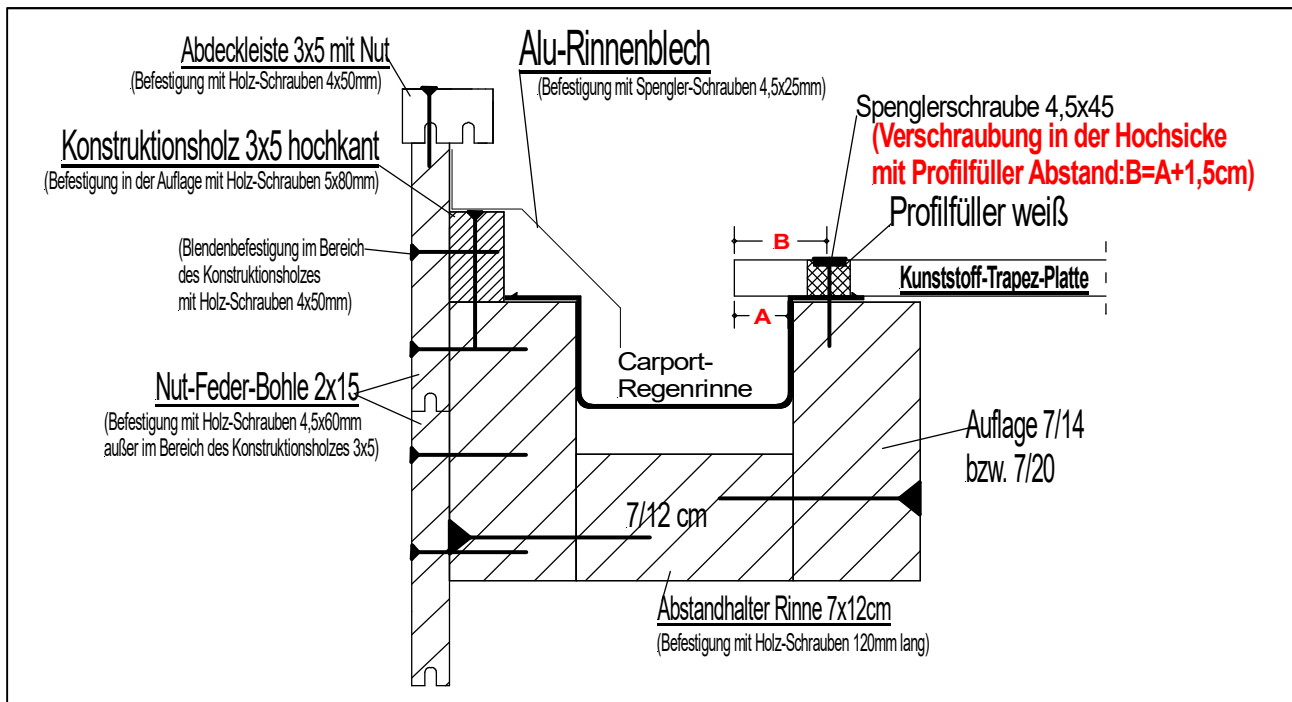 Abdeckleiste 3x5 mit Nut
(Befestigung mit Holz-Schrauben 4x50mm)
Alu-Rinnenblech
(Befestigung mit Spengler-Schrauben 4,5x25mm)
Konstruktionsholz 3x5 hochkant
(Befestigung in der Auflage mit Holz-Schrauben 5x80mm)
Spenglerschraube 4,5x45
(Verschraubung in der Hochsicke
mit Profilfüller Abstand:B=A+1,5cm)
Profilfüller weiß
(Blendenbefestigung im Bereich
des Konstruktionsholzes
mit Holz-Schrauben 4x50mm)
B
Kunststoff-Trapez-Platte
A
Carport-
Regenrinne
Nut-Feder-Bohle 2x15
(Befestigung mit Holz-Schrauben 4,5x60mm
außer im Bereich des Konstruktionsholzes 3x5)
Auflage 7/14
bzw. 7/20
7/12 cm
Abstandhalter Rinne 7x12cm
(Befestigung mit Holz-Schrauben 120mm lang)